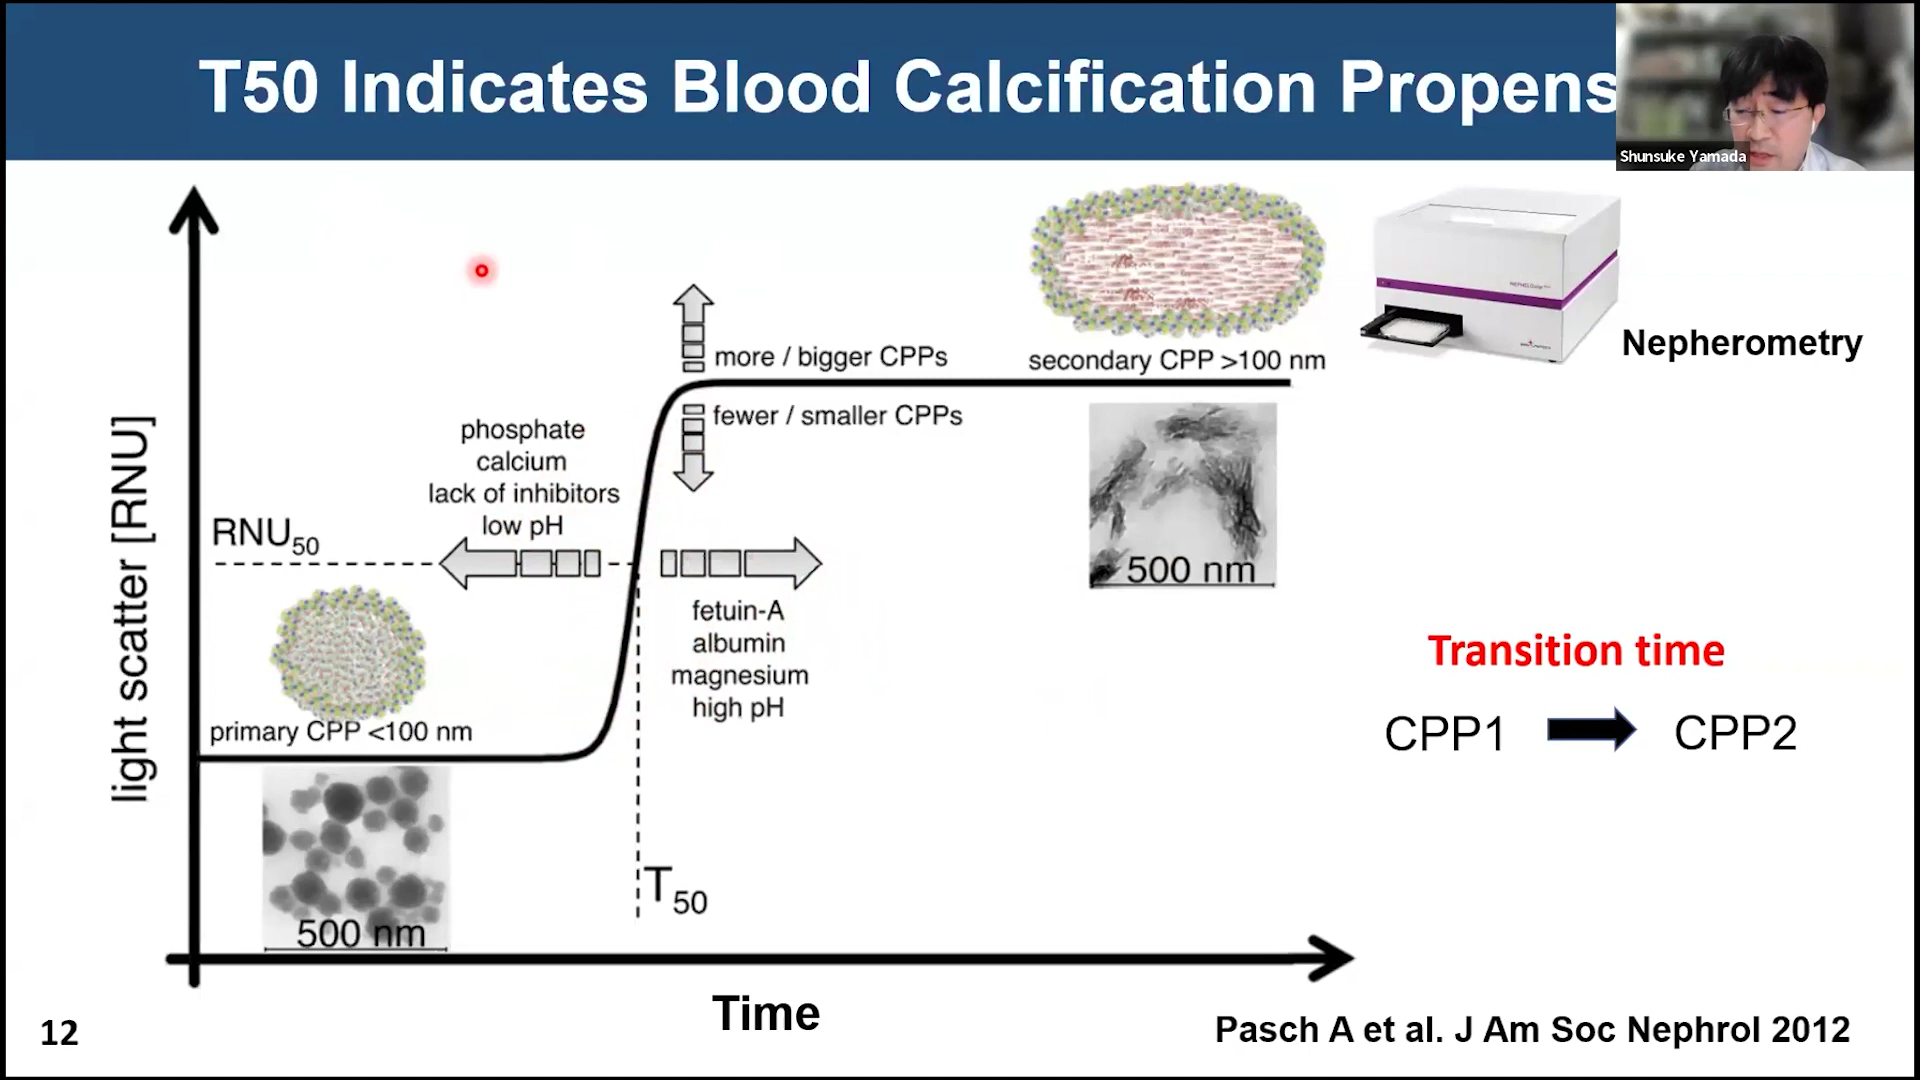 T50 Indicates Blood Calcification Propens
Shunsuke Yamada
more / bigger CPPs
secondary CPP >100 nm
Nepherometry
fewer / smaller CPPs
phosphate
calcium
lack of inhibitors
low pH
RNU50
500 nm
fetuin-A
albumin
magnesium
high pH
light scatter [RNU]
primary CPP <100 nm
Transition time
CPP1
CPP2
T50
500 nm
Time
12
Pasch A et al. J Am Soc Nephrol 2012